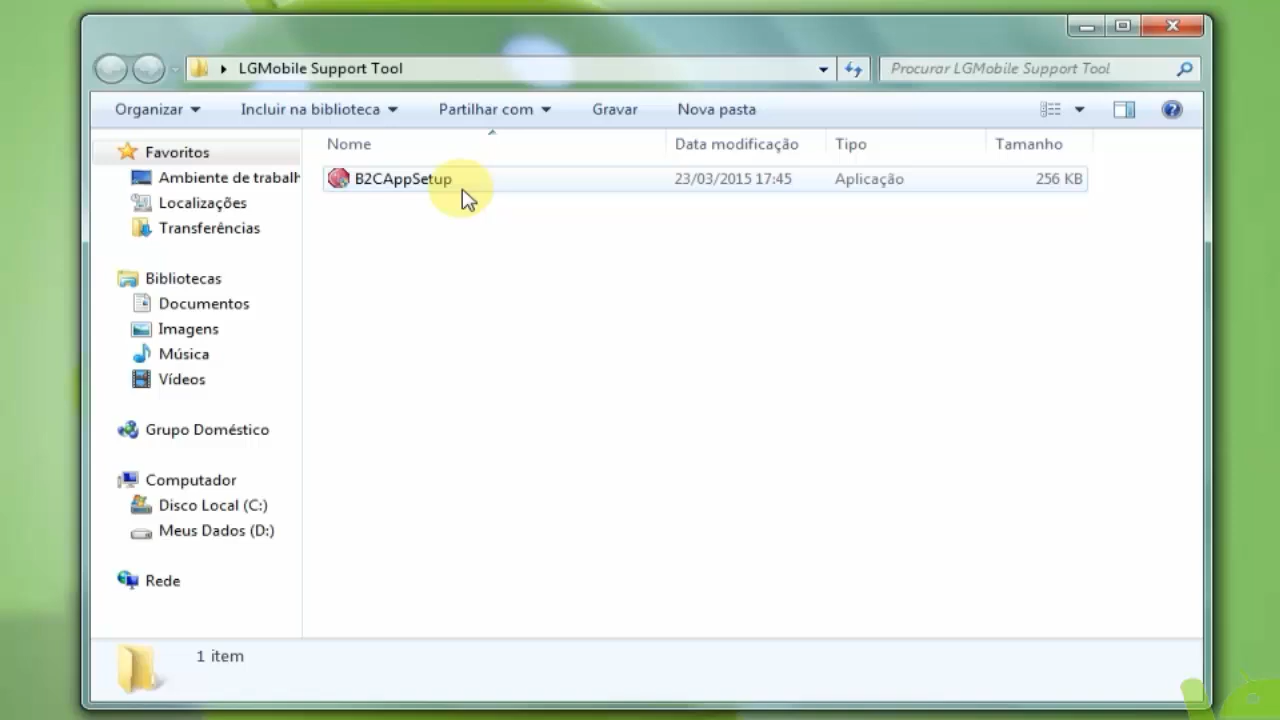 LGMobile Support Tool
Procurar LGMobile Support Tool
Organizar Incluir na biblioteca Partilhar com Gravar Nova pasta
Nome Data modificação Tipo Tamanho
B2CAppSetup 23/03/2015 17:45 Aplicação 256 KB
Favoritos
Ambiente de trabalh
Localizações
Transferências
Bibliotecas
Documentos
Imagens
Música
Vídeos
Grupo Doméstico
Computador
Disco Local (C:)
Meus Dados (D:)
Rede
1 item